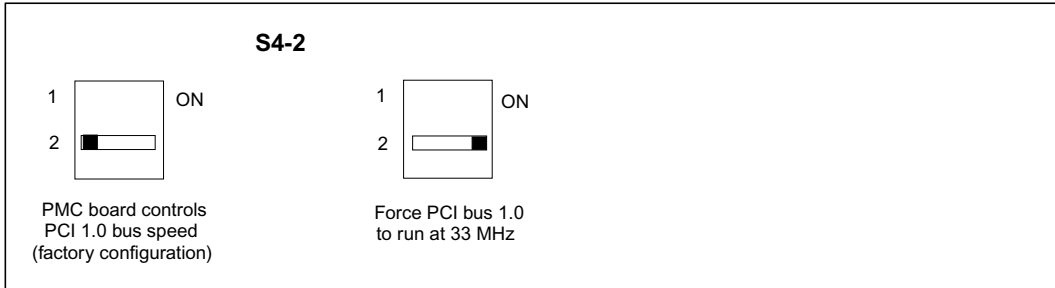 S4-2
1
ON
2
PMC board controls
PCI 1.0 bus speed
(factory configuration)
1
ON
2
Force PCI bus 1.0
to run at 33 MHz